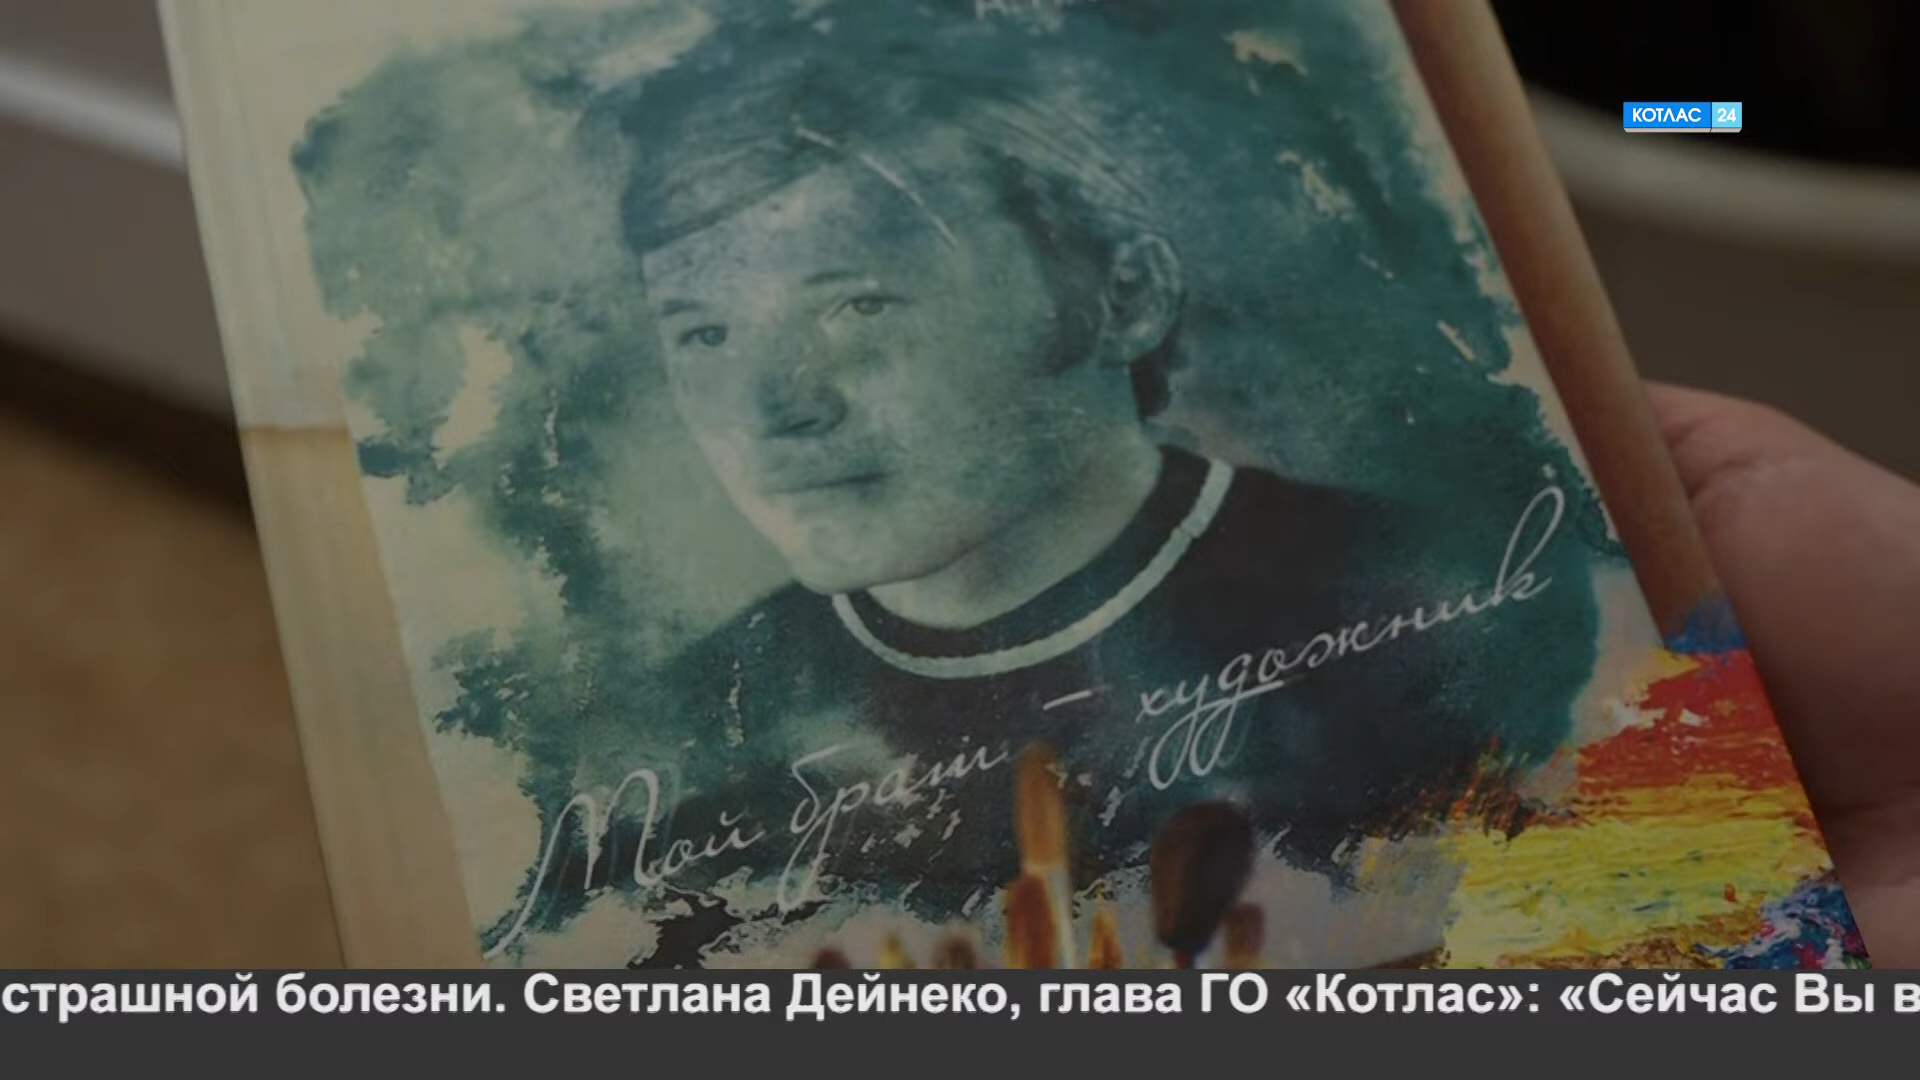 КОТЛАС 24
Мой брат – художник
страшной болезни. Светлана Дейнеко, глава ГО «Котлас»: «Сейчас Вы в